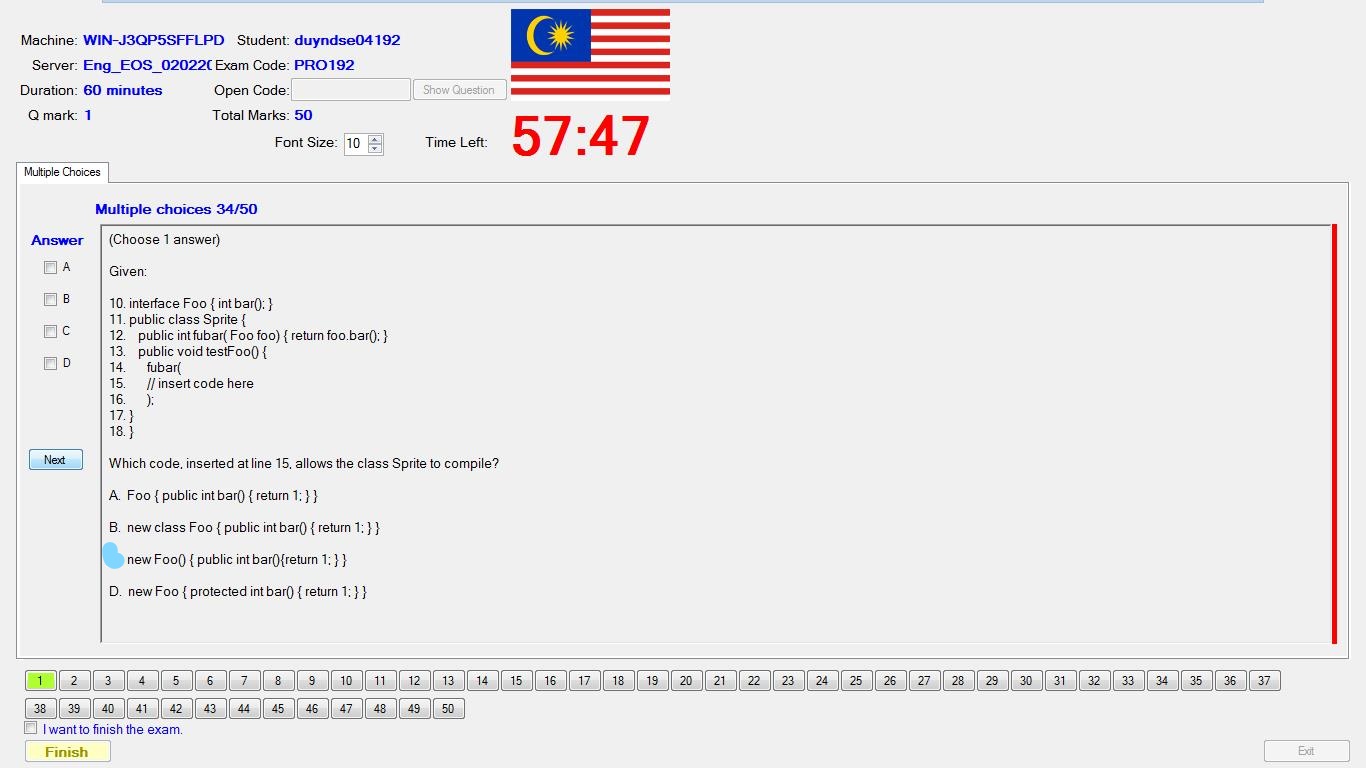 Machine: WIN-J3QP5SFFLPD Student: duyndse04192
Server: Eng_EOS_020220 Exam Code: PRO192
Duration: 60 minutes Open Code: Show Question
Q mark: 1 Total Marks: 50
Font Size: 10 Time Left: 57:47
Multiple Choices
Multiple choices 34/50
Answer
A
B
C
D
Next
(Choose 1 answer)
Given:
10. interface Foo { int bar(); }
11. public class Sprite {
12. public int fubar( Foo foo) { return foo.bar(); }
13. public void testFoo() {
14. fubar(
15. // insert code here
16. );
17. }
18. }
Which code, inserted at line 15, allows the class Sprite to compile?
A. Foo { public int bar() { return 1; } }
B. new class Foo { public int bar() { return 1; } }
new Foo() { public int bar(){return 1; } }
D. new Foo { protected int bar() { return 1; } }
1 2 3 4 5 6 7 8 9 10 11 12 13 14 15 16 17 18 19 20 21 22 23 24 25 26 27 28 29 30 31 32 33 34 35 36 37
38 39 40 41 42 43 44 45 46 47 48 49 50
I want to finish the exam.
Finish
Exit